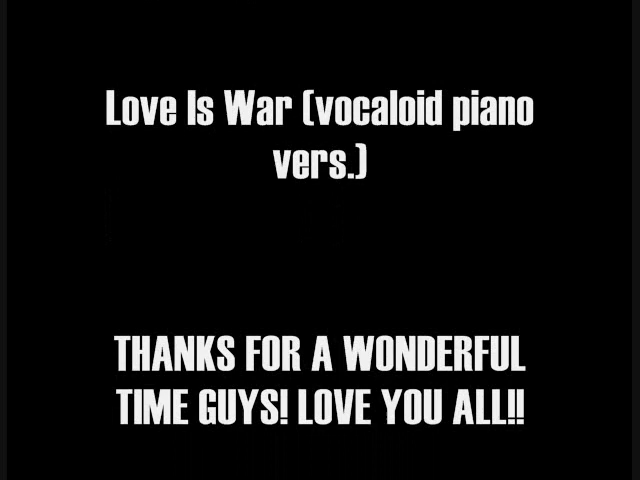 Love Is War (vocaloid piano
vers.)
THANKS FOR A WONDERFUL
TIME GUYS! LOVE YOU ALL!!